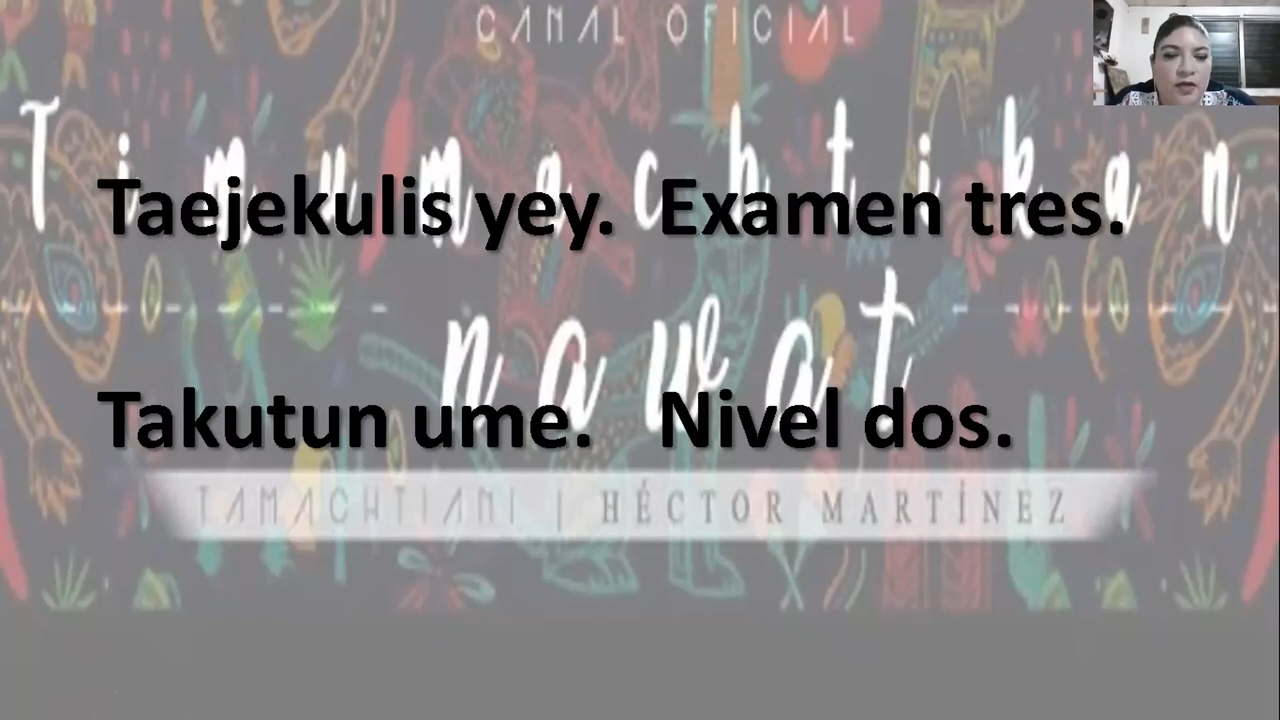 CANAL OFICIAL
Timumachtikan
Taejekulis yey. Examen tres.
nawat
Takutun ume. Nivel dos.
TAMACHTIANI | HÉCTOR MARTÍNEZ